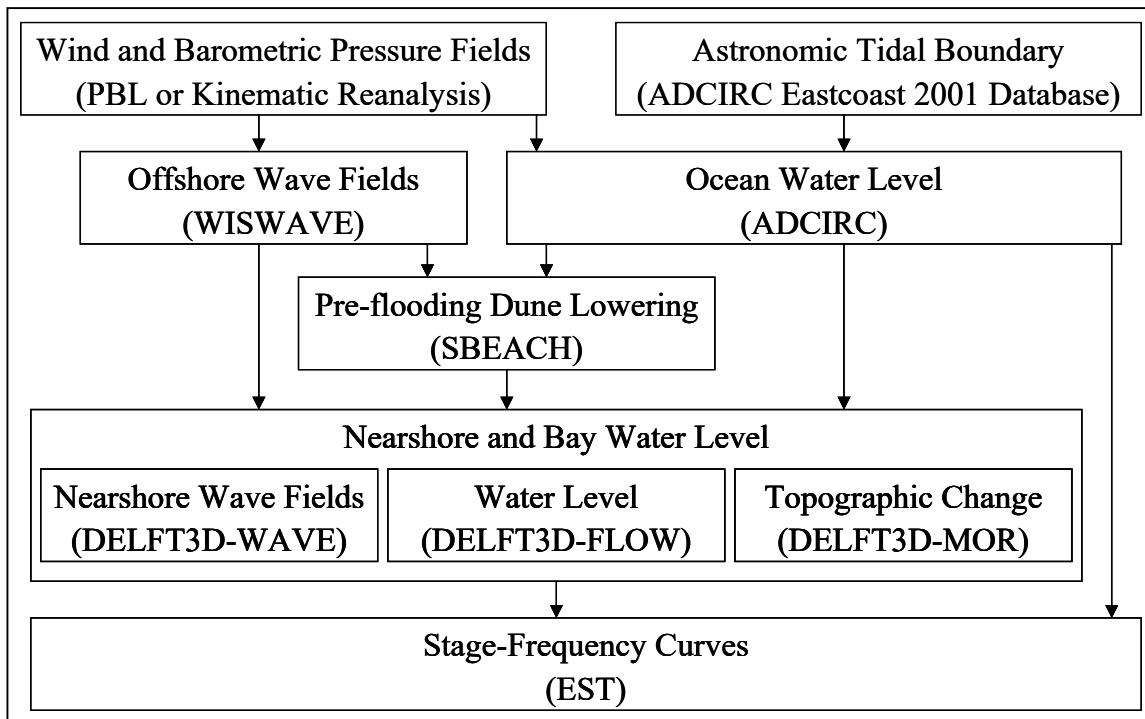 Wind and Barometric Pressure Fields
(PBL or Kinematic Reanalysis)
Astronomic Tidal Boundary
(ADCIRC Eastcoast 2001 Database)
Offshore Wave Fields
(WISWAVE)
Ocean Water Level
(ADCIRC)
Pre-flooding Dune Lowering
(SBEACH)
Nearshore and Bay Water Level
Nearshore Wave Fields
(DELFT3D-WAVE)
Water Level
(DELFT3D-FLOW)
Topographic Change
(DELFT3D-MOR)
Stage-Frequency Curves
(EST)